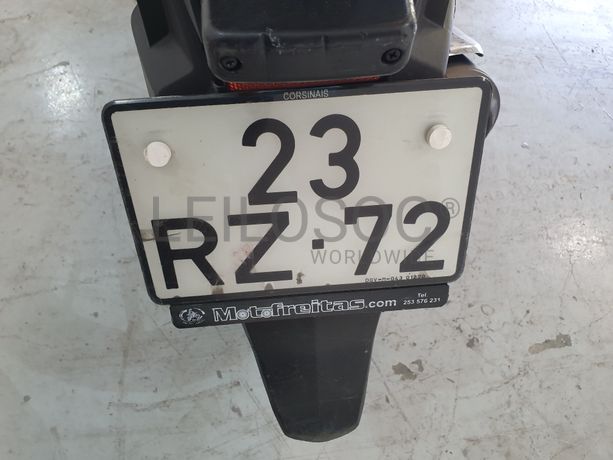 CORSINAIS
23
RZ·72
LEILOSOC®
WORLDWIDE
Motofreitas.com
Tel
253 576 231